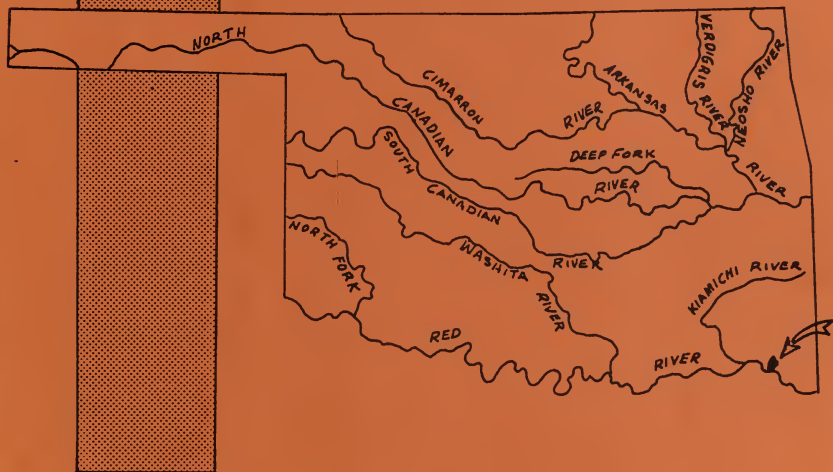 NORTH
CANADIAN
CIMARRON
RIVER
ARKANSAS
RIVER
VERDIGRIS
RIVER
NEOSHO RIVER
DEEP FORK
RIVER
SOUTH
CANADIAN
RIVER
WASHITA
RIVER
NORTH FORK
KIAMICHI RIVER
RED
RIVER